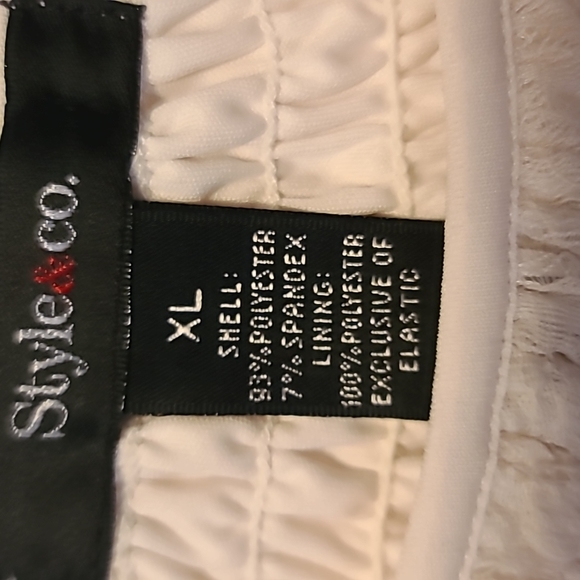 Style&co.
XL
SHELL:
93% POLYESTER
7% SPANDEX
LINING:
100% POLYESTER
EXCLUSIVE OF
ELASTIC